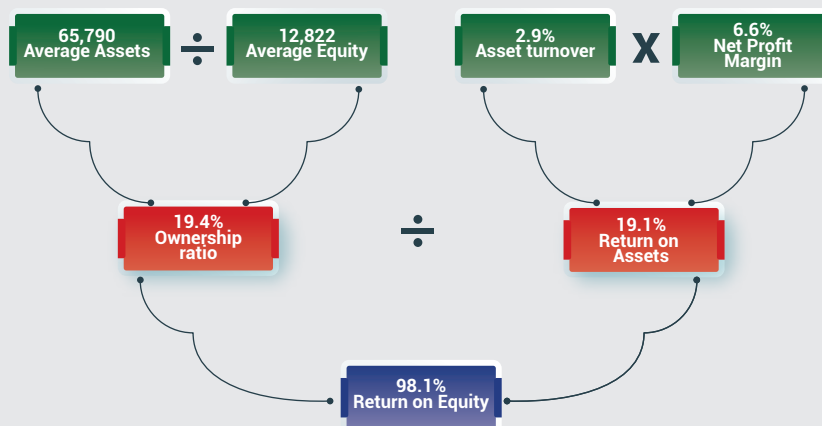 65,790
Average Assets
÷
12,822
Average Equity
2.9%
Asset turnover
X
6.6%
Net Profit
Margin
19.4%
Ownership
ratio
÷
19.1%
Return on
Assets
98.1%
Return on Equity